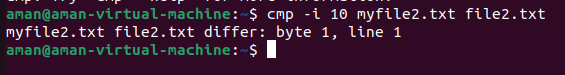 aman@aman-virtual-machine:~$ cmp -i 10 myfile2.txt file2.txt
myfile2.txt file2.txt differ: byte 1, line 1
aman@aman-virtual-machine:~$